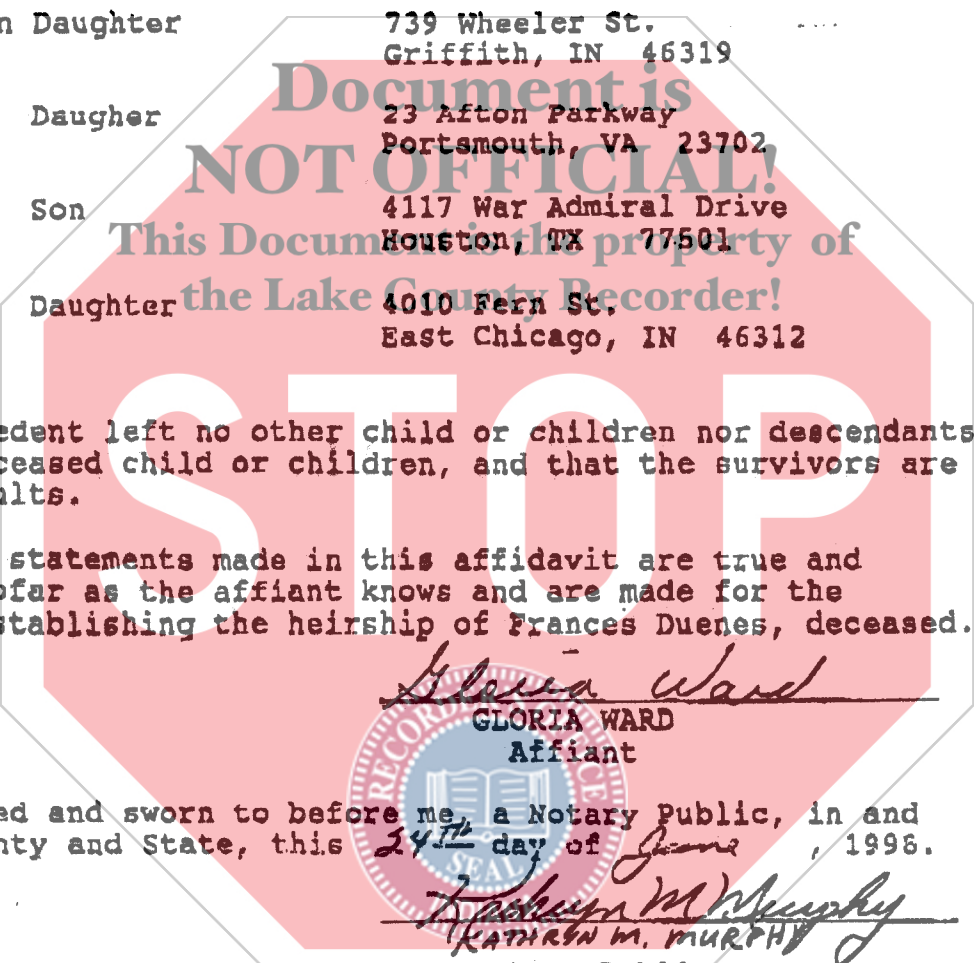 n Daughter 739 Wheeler St.
Griffith, IN 46319
Document is
Daugher 23 Afton Parkway
Portsmouth, VA 23702
NOT OFFICIAL!
Son 4117 War Admiral Drive
This Document is the property of
Houston, TX 77501
the Lake County Recorder!
Daughter 4010 Fern St.
East Chicago, IN 46312
STOP
edent left no other child or children nor descendants
ceased child or children, and that the survivors are
ults.
statements made in this affidavit are true and
ofar as the affiant knows and are made for the
stablishing the heirship of Frances Duenes, deceased.
Gloria Ward
GLORIA WARD
Affiant
ed and sworn to before me, a Notary Public, in and
nty and State, this 24th day of June, 1996.
SEAL
Kathryn M. Murphy
KATHRYN M. MURPHY